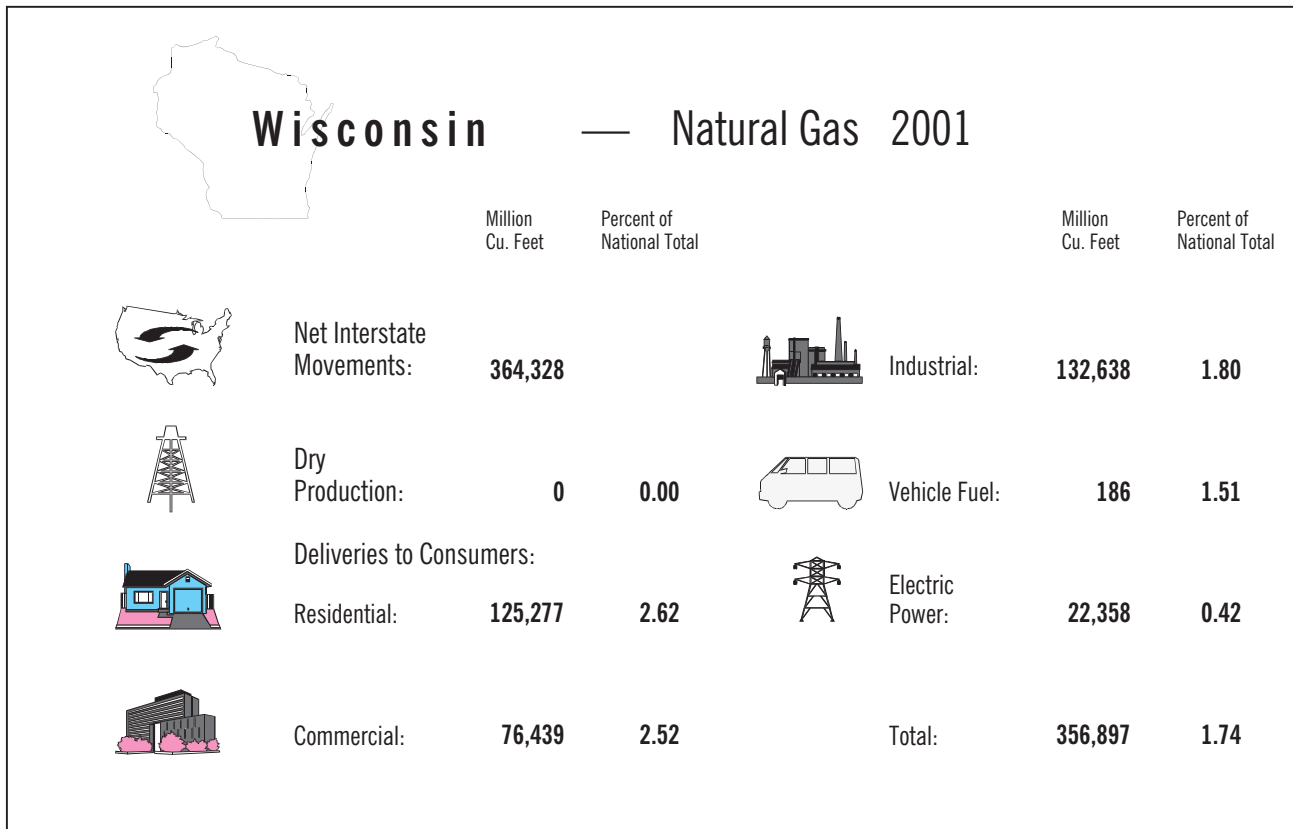 Wisconsin — Natural Gas 2001
Million
Cu. Feet
Percent of
National Total
Million
Cu. Feet
Percent of
National Total
Net Interstate
Movements: 364,328
Industrial: 132,638 1.80
Dry
Production: 0 0.00
Vehicle Fuel: 186 1.51
Deliveries to Consumers:
Residential: 125,277 2.62
Electric
Power: 22,358 0.42
Commercial: 76,439 2.52
Total: 356,897 1.74